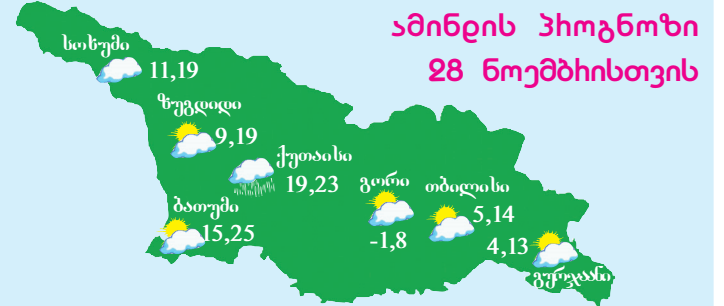 ამინდის პროგნოზი
28 ნოემბრისთვის
სოხუმი
11,19
ზუგდიდი
9,19
ქუთაისი
19,23
ბათუმი
15,25
გორი
-1,8
თბილისი
5,14
4,13
გურჯაანი